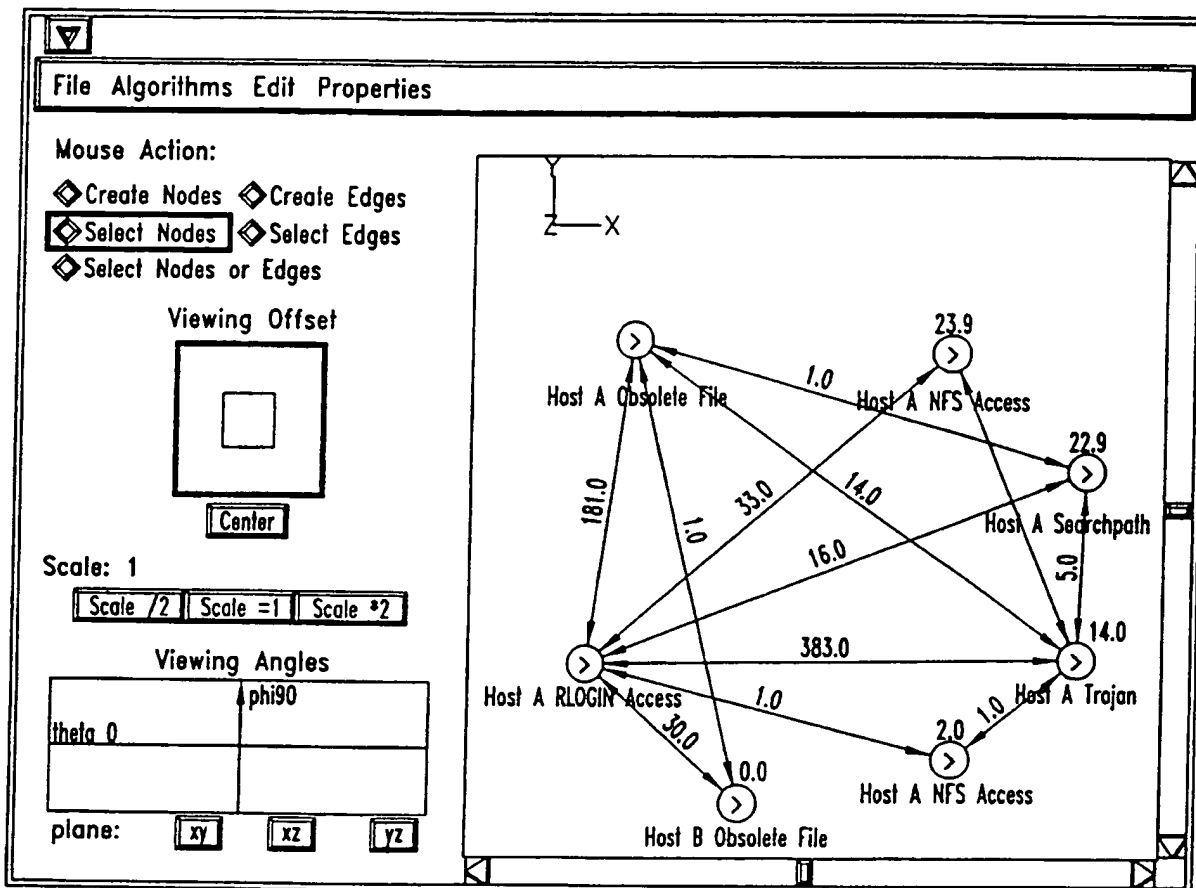 File Algorithms Edit Properties
Mouse Action:
Create Nodes Create Edges
Select Nodes Select Edges
Select Nodes or Edges
Viewing Offset
Center
Scale: 1
Scale /2 Scale =1 Scale *2
Viewing Angles
phi90
theta 0
plane: xy xz yz
Y
Z X
23.9
1.0
Host A Obsolete File
Host A NFS Access
22.9
181.0
33.0
14.0
1.0
Host A Searchpath
16.0
5.0
14.0
383.0
Host A RLOGIN Access
Host A Trojan
1.0
1.0
30.0
2.0
0.0
Host A NFS Access
Host B Obsolete File